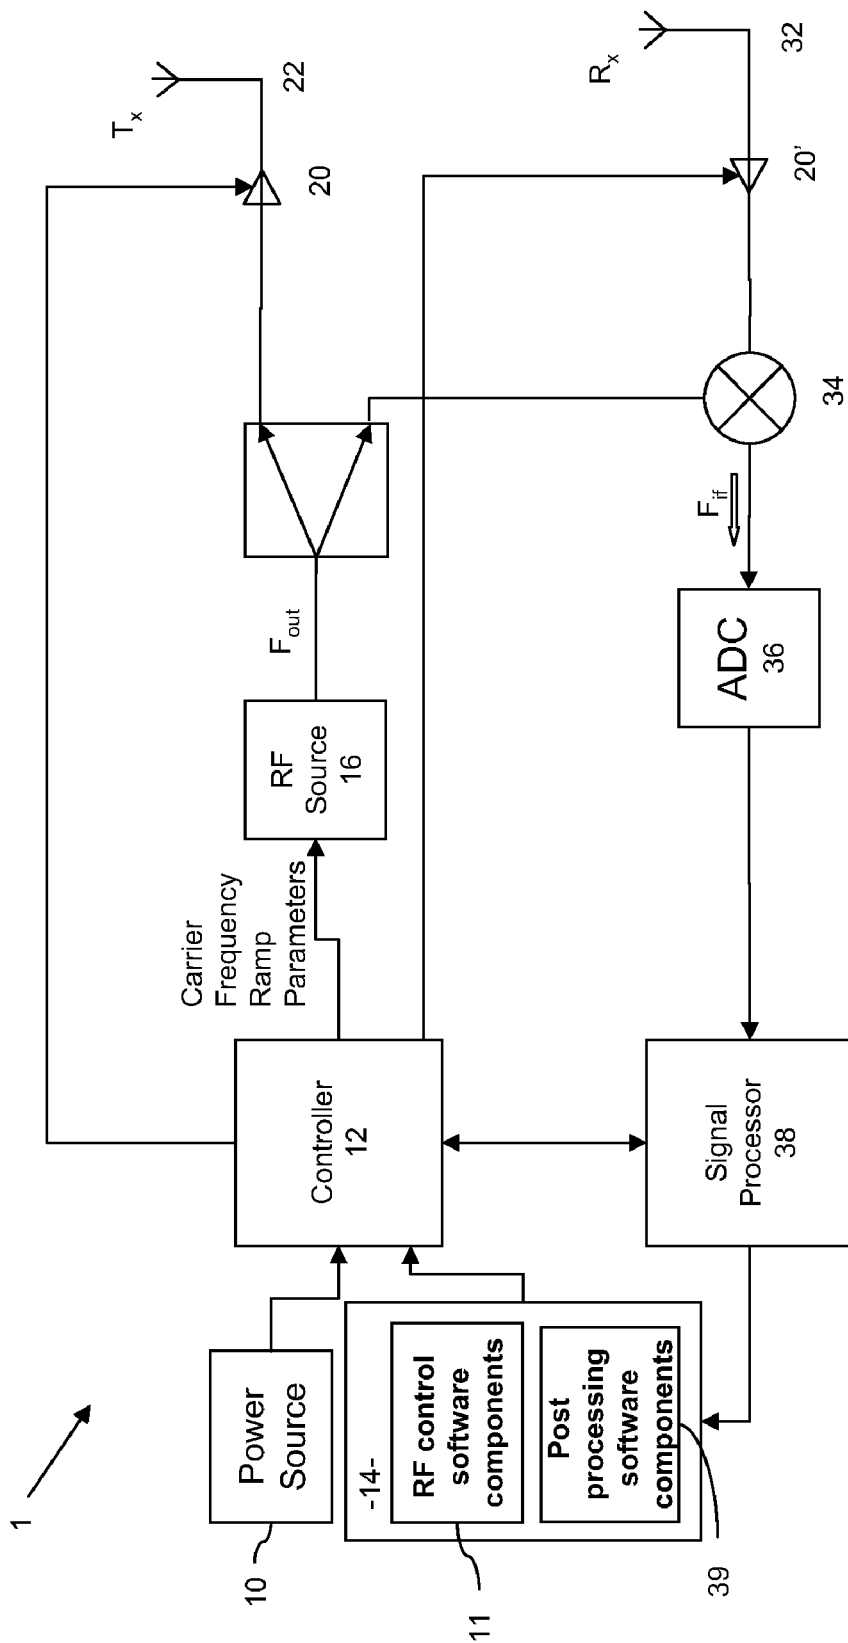 1
10
Power
Source
-14-
RF control
software
components
11
Post
processing
software
components
39
Controller
12
Signal
Processor
38
Carrier
Frequency
Ramp
Parameters
RF
Source
16
F_out
ADC
36
F_if
34
T_x
20
22
R_x
20'
32